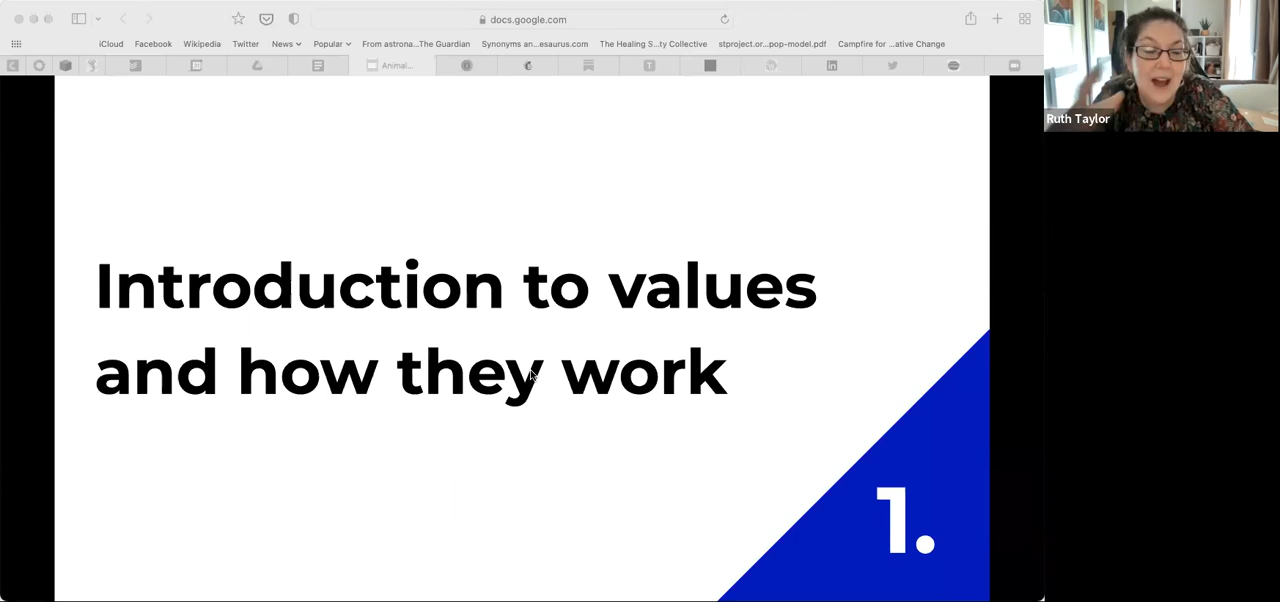 docs.google.com
iCloud Facebook Wikipedia Twitter News Popular From astrona...The Guardian Synonyms an...esaurus.com The Healing S...ty Collective stproject.or...pop-model.pdf Campfire for ...ative Change
Animal...
Ruth Taylor
Introduction to values
and how they work
1.